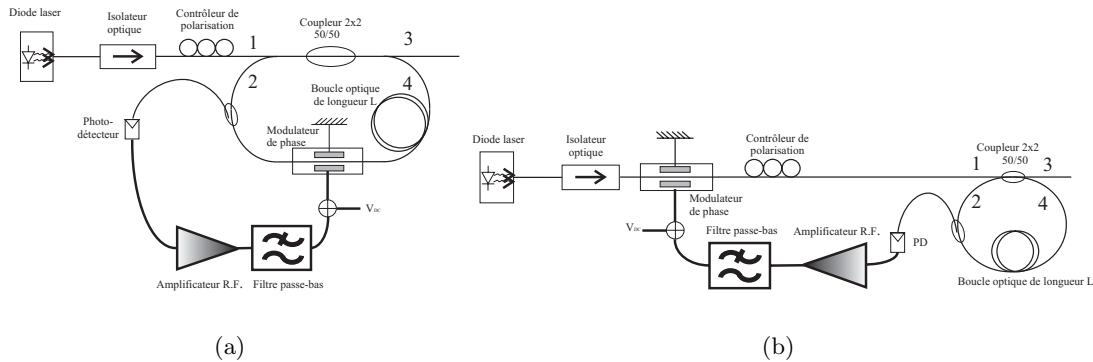 Diode laser
Isolateur
optique
Contrôleur de
polarisation
Coupleur 2x2
50/50
1
3
2
4
Boucle optique
de longueur L
Photo-
détecteur
Modulateur
de phase
V DC
Amplificateur R.F.
Filtre passe-bas
(a)
Diode laser
Isolateur
optique
Contrôleur de
polarisation
Coupleur 2x2
50/50
1
3
2
4
Modulateur
de phase
V DC
Filtre passe-bas
Amplificateur R.F.
PD
Boucle optique de longueur L
(b)